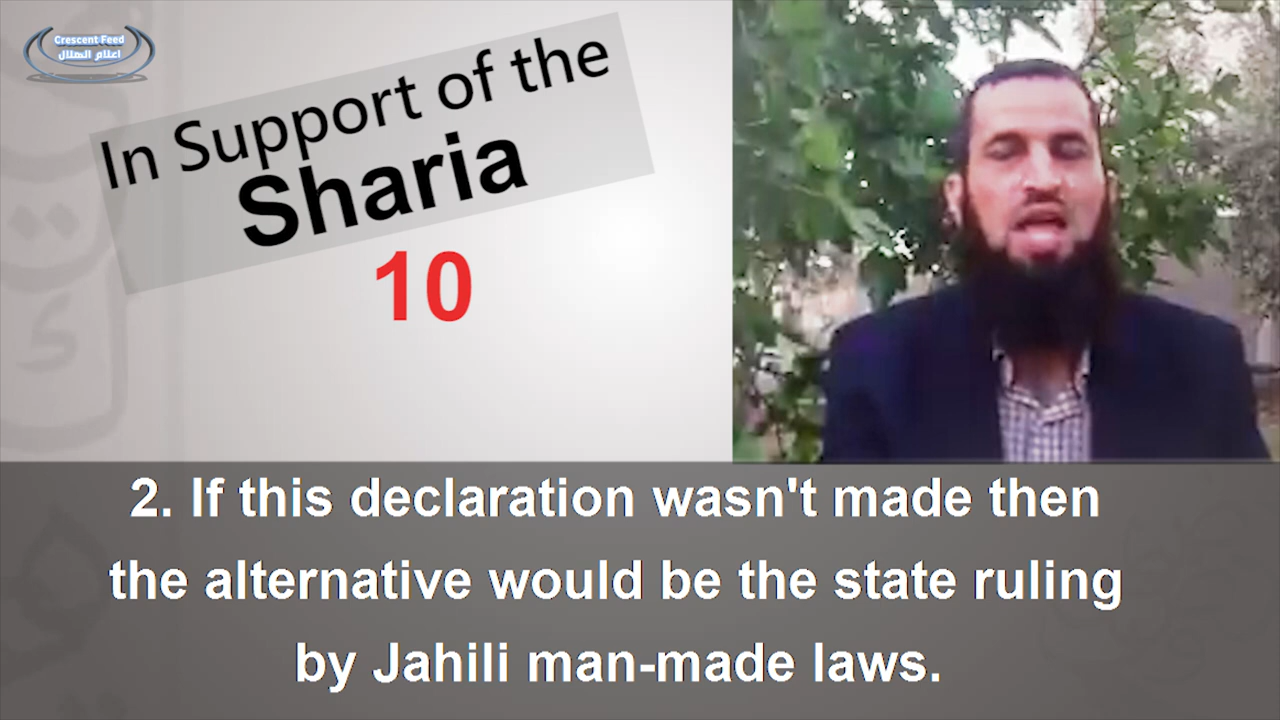 Crescent Feed
اعلام الهلال
In Support of the
Sharia
10
2. If this declaration wasn't made then
the alternative would be the state ruling
by Jahili man-made laws.